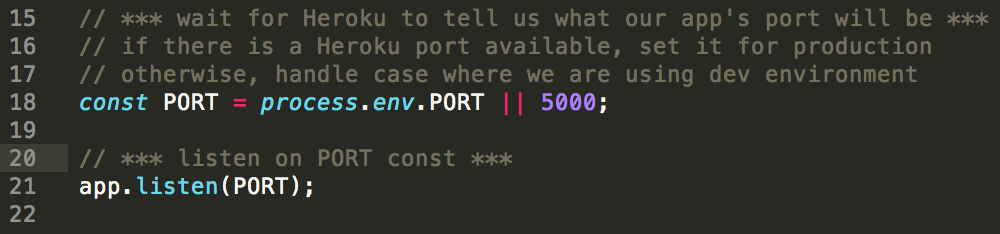 15 // *** wait for Heroku to tell us what our app's port will be ***
16 // if there is a Heroku port available, set it for production
17 // otherwise, handle case where we are using dev environment
18 const PORT = process.env.PORT || 5000;
19
20 // *** listen on PORT const ***
21 app.listen(PORT);
22